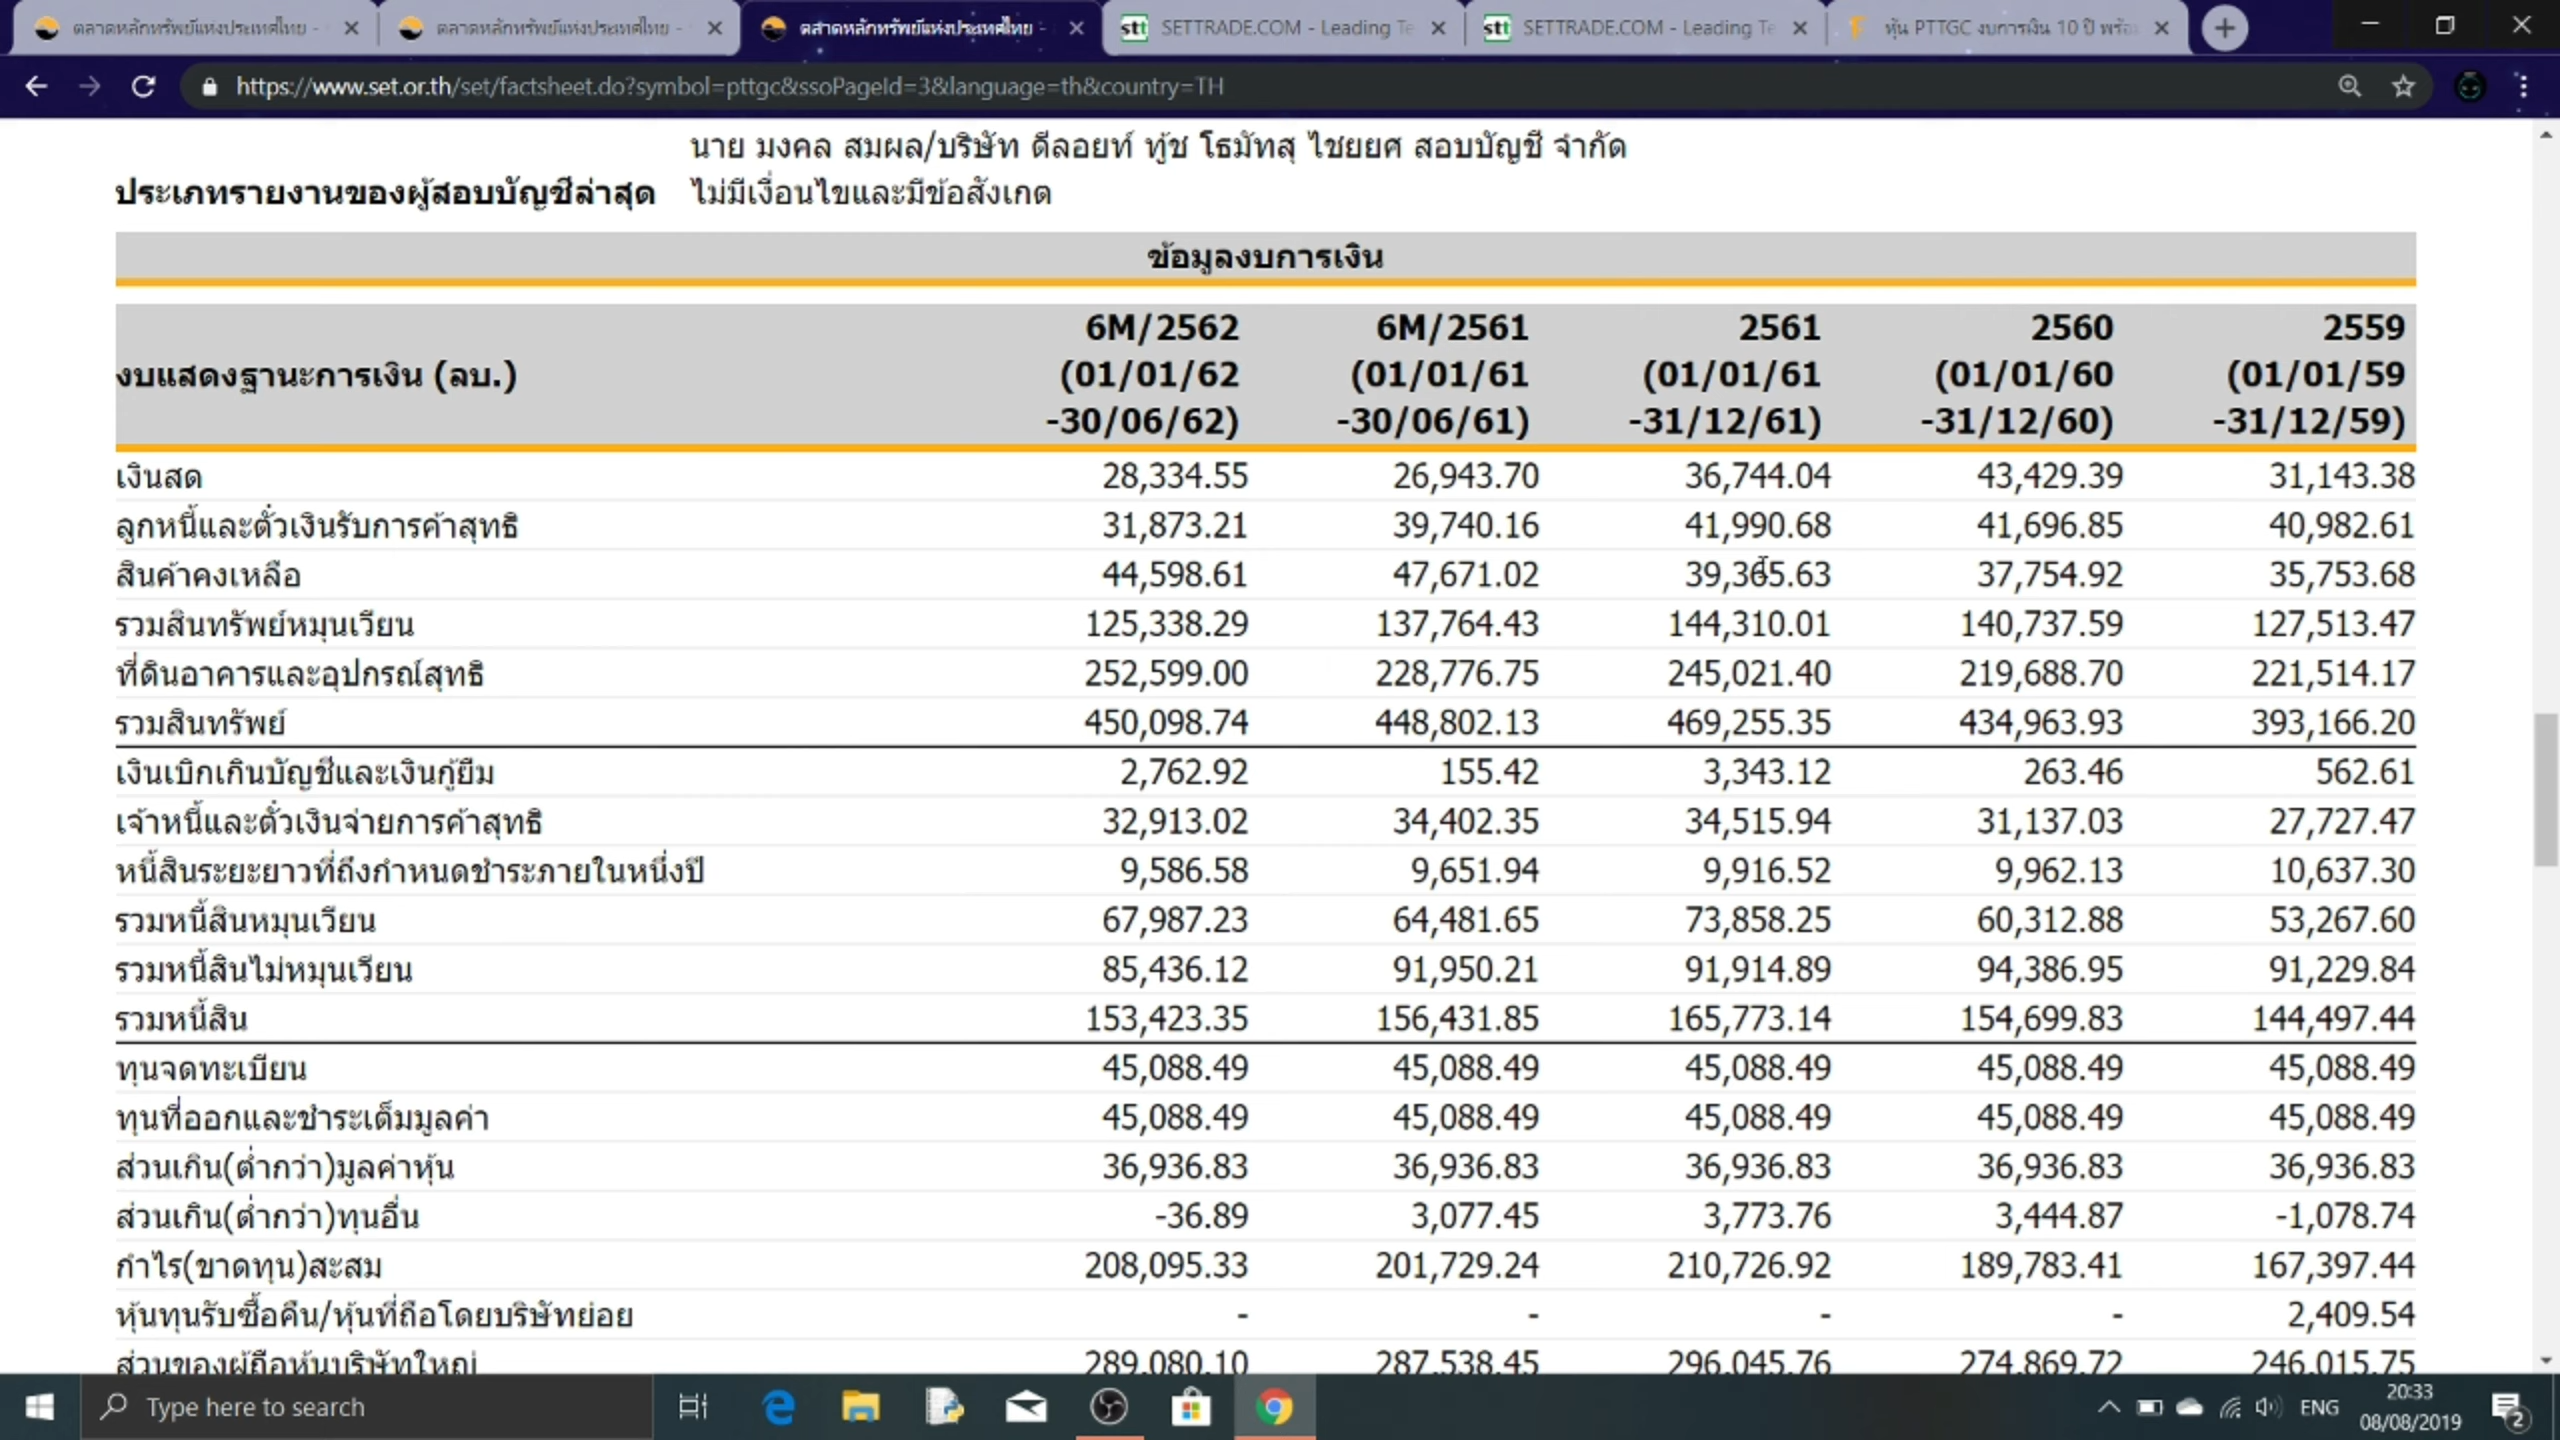 ตลาดหลักทรัพย์แห่งประเทศไทย -
ตลาดหลักทรัพย์แห่งประเทศไทย -
ตลาดหลักทรัพย์แห่งประเทศไทย -
stt SETTRADE.COM - Leading Te
stt SETTRADE.COM - Leading Te
หุ้น PTTGC งบการเงิน 10 ปี พร้อ
https://www.set.or.th/set/factsheet.do?symbol=pttgc&ssoPageId=3&language=th&country=TH
นาย มงคล สมผล/บริษัท ดีลอยท์ ทู้ช โธมัทสุ ไชยยศ สอบบัญชี จำกัด
ประเภทรายงานของผู้สอบบัญชีล่าสุด ไม่มีเงื่อนไขและมีข้อสังเกต
ข้อมูลงบการเงิน
งบแสดงฐานะการเงิน (ลบ.)
6M/2562 6M/2561 2561 2560 2559
(01/01/62 (01/01/61 (01/01/61 (01/01/60 (01/01/59
-30/06/62) -30/06/61) -31/12/61) -31/12/60) -31/12/59)
เงินสด 28,334.55 26,943.70 36,744.04 43,429.39 31,143.38
ลูกหนี้และตั๋วเงินรับการค้าสุทธิ 31,873.21 39,740.16 41,990.68 41,696.85 40,982.61
สินค้าคงเหลือ 44,598.61 47,671.02 39,365.63 37,754.92 35,753.68
รวมสินทรัพย์หมุนเวียน 125,338.29 137,764.43 144,310.01 140,737.59 127,513.47
ที่ดินอาคารและอุปกรณ์สุทธิ 252,599.00 228,776.75 245,021.40 219,688.70 221,514.17
รวมสินทรัพย์ 450,098.74 448,802.13 469,255.35 434,963.93 393,166.20
เงินเบิกเกินบัญชีและเงินกู้ยืม 2,762.92 155.42 3,343.12 263.46 562.61
เจ้าหนี้และตั๋วเงินจ่ายการค้าสุทธิ 32,913.02 34,402.35 34,515.94 31,137.03 27,727.47
หนี้สินระยะยาวที่ถึงกำหนดชำระภายในหนึ่งปี 9,586.58 9,651.94 9,916.52 9,962.13 10,637.30
รวมหนี้สินหมุนเวียน 67,987.23 64,481.65 73,858.25 60,312.88 53,267.60
รวมหนี้สินไม่หมุนเวียน 85,436.12 91,950.21 91,914.89 94,386.95 91,229.84
รวมหนี้สิน 153,423.35 156,431.85 165,773.14 154,699.83 144,497.44
ทุนจดทะเบียน 45,088.49 45,088.49 45,088.49 45,088.49 45,088.49
ทุนที่ออกและชำระเต็มมูลค่า 45,088.49 45,088.49 45,088.49 45,088.49 45,088.49
ส่วนเกิน(ต่ำกว่า)มูลค่าหุ้น 36,936.83 36,936.83 36,936.83 36,936.83 36,936.83
ส่วนเกิน(ต่ำกว่า)ทุนอื่น -36.89 3,077.45 3,773.76 3,444.87 -1,078.74
กำไร(ขาดทุน)สะสม 208,095.33 201,729.24 210,726.92 189,783.41 167,397.44
หุ้นทุนรับซื้อคืน/หุ้นที่ถือโดยบริษัทย่อย - - - - 2,409.54
ส่วนของผู้ถือหุ้นบริษัทใหญ่ 289,080.10 287,538.45 296,045.76 274,869.72 246,015.75
Type here to search
ENG
20:33
08/08/2019
2